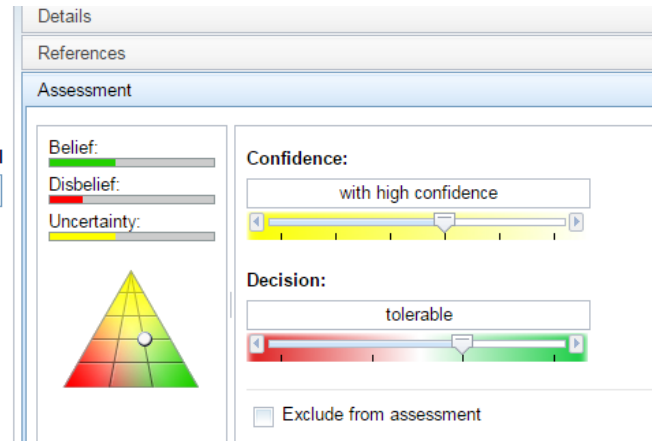 Details
References
Assessment
Belief:
Disbelief:
Uncertainty:
Confidence:
with high confidence
Decision:
tolerable
Exclude from assessment